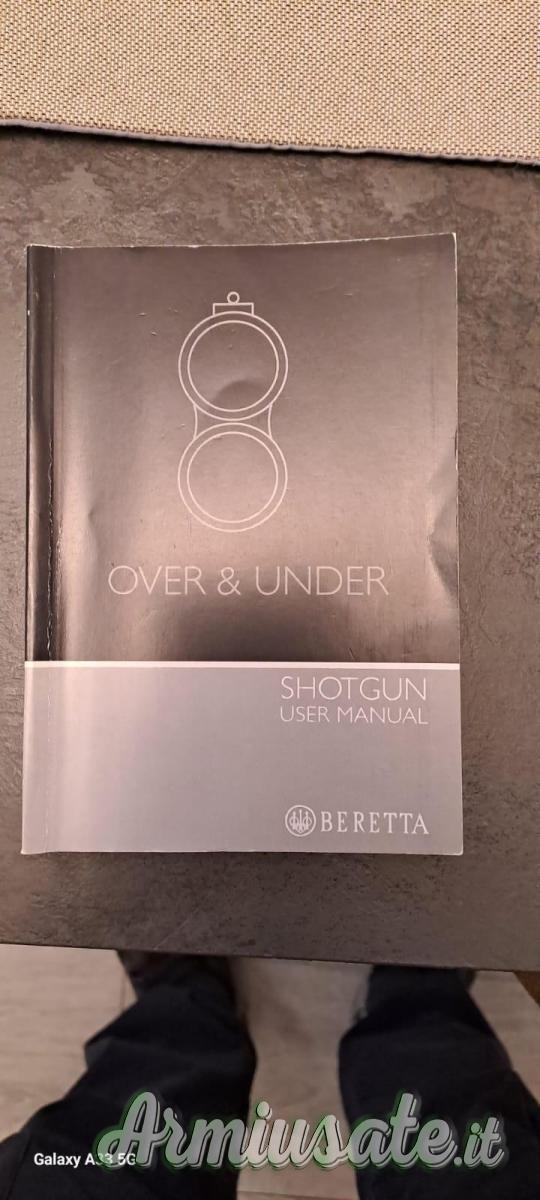 OVER & UNDER
SHOTGUN
USER MANUAL
BERETTA
Armiusate.it
Galaxy A33 5G